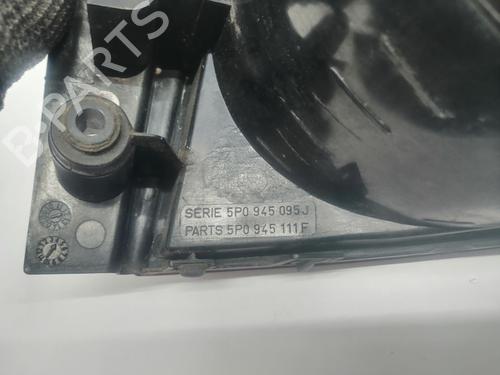 B-PARTS
SERIE 5P0 945 095 J
PARTS 5P0 945 111 F